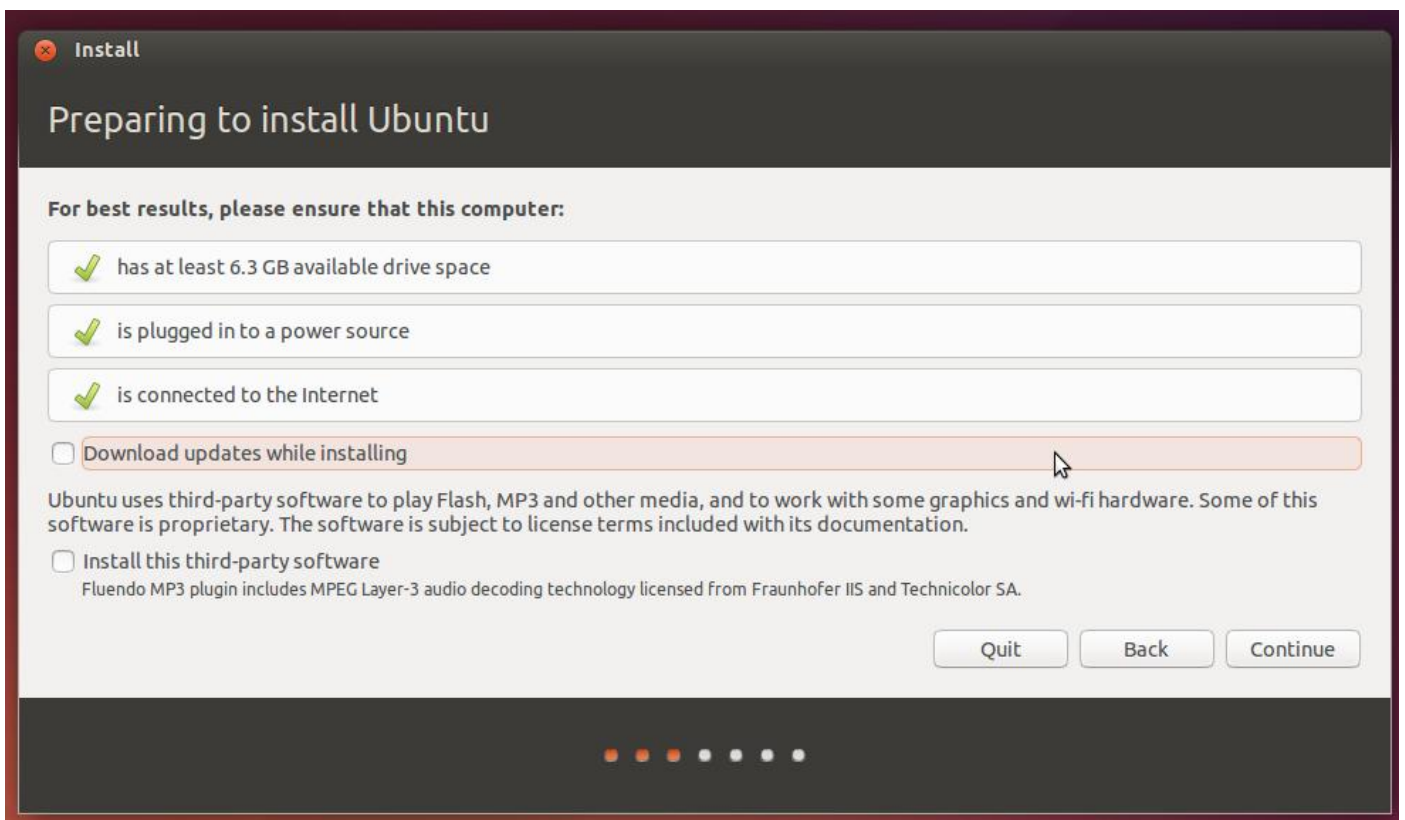 Install
Preparing to install Ubuntu
For best results, please ensure that this computer:
has at least 6.3 GB available drive space
is plugged in to a power source
is connected to the Internet
Download updates while installing
Ubuntu uses third-party software to play Flash, MP3 and other media, and to work with some graphics and wi-fi hardware. Some of this
software is proprietary. The software is subject to license terms included with its documentation.
Install this third-party software
Fluendo MP3 plugin includes MPEG Layer-3 audio decoding technology licensed from Fraunhofer IIS and Technicolor SA.
Quit Back Continue